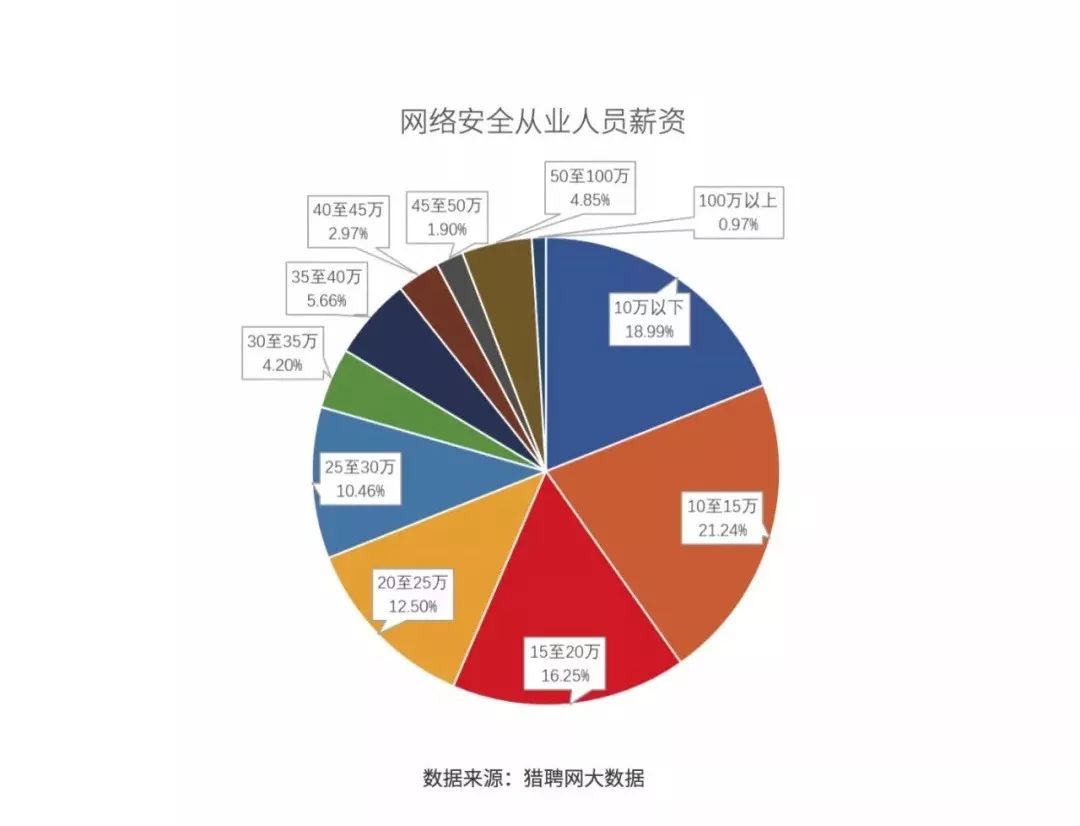 网络安全从业人员薪资
50至100万
4.85%
100万以上
0.97%
45至50万
1.90%
40至45万
2.97%
35至40万
5.66%
30至35万
4.20%
10万以下
18.99%
25至30万
10.46%
10至15万
21.24%
20至25万
12.50%
15至20万
16.25%
数据来源：猎聘网大数据